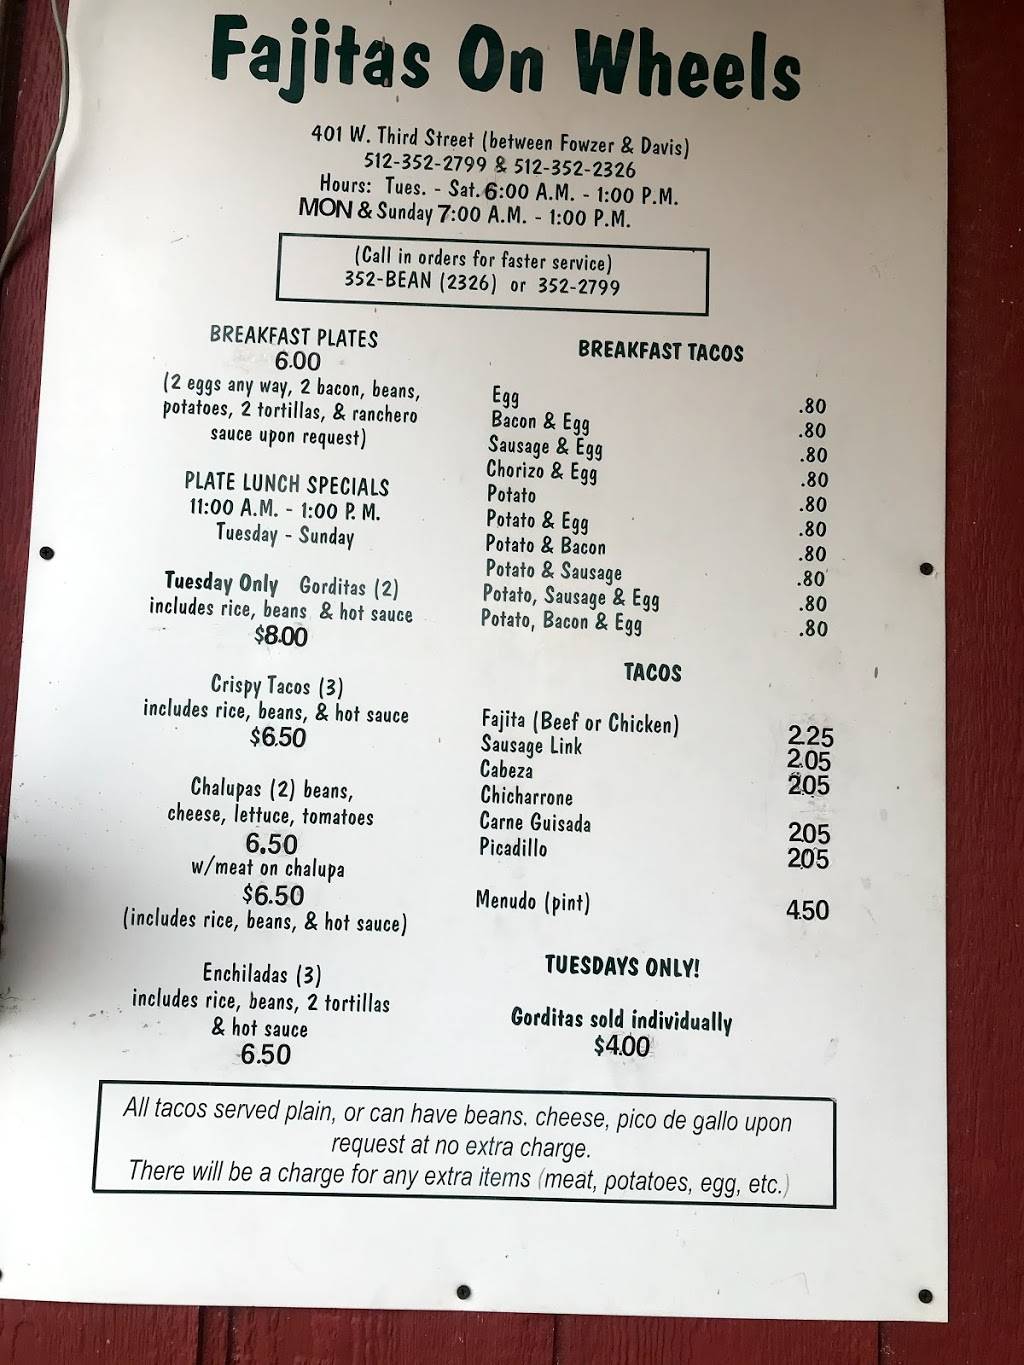 Fajitas On Wheels
401 W. Third Street (between Fowzer & Davis)
512-352-2799 & 512-352-2326
Hours: Tues. - Sat. 6:00 A.M. - 1:00 P.M.
MON & Sunday 7:00 A.M. - 1:00 P.M.
(Call in orders for faster service)
352-BEAN (2326) or 352-2799
BREAKFAST PLATES
6.00
(2 eggs any way, 2 bacon, beans,
potatoes, 2 tortillas, & ranchero
sauce upon request)
PLATE LUNCH SPECIALS
11:00 A.M. - 1:00 P. M.
Tuesday - Sunday
Tuesday Only Gorditas (2)
includes rice, beans & hot sauce
$8.00
Crispy Tacos (3)
includes rice, beans, & hot sauce
$6.50
Chalupas (2) beans,
cheese, lettuce, tomatoes
6.50
w/meat on chalupa
$6.50
(includes rice, beans, & hot sauce)
Enchiladas (3)
includes rice, beans, 2 tortillas
& hot sauce
6.50
BREAKFAST TACOS
Egg .80
Bacon & Egg .80
Sausage & Egg .80
Chorizo & Egg .80
Potato .80
Potato & Egg .80
Potato & Bacon .80
Potato & Sausage .80
Potato, Sausage & Egg .80
Potato, Bacon & Egg .80
TACOS
Fajita (Beef or Chicken) 2.25
Sausage Link 2.05
Cabeza 2.05
Chicharrone
Carne Guisada 2.05
Picadillo 2.05
Menudo (pint) 4.50
TUESDAYS ONLY!
Gorditas sold individually
$4.00
All tacos served plain, or can have beans. cheese, pico de gallo upon
request at no extra charge.
There will be a charge for any extra items (meat, potatoes, egg, etc.)